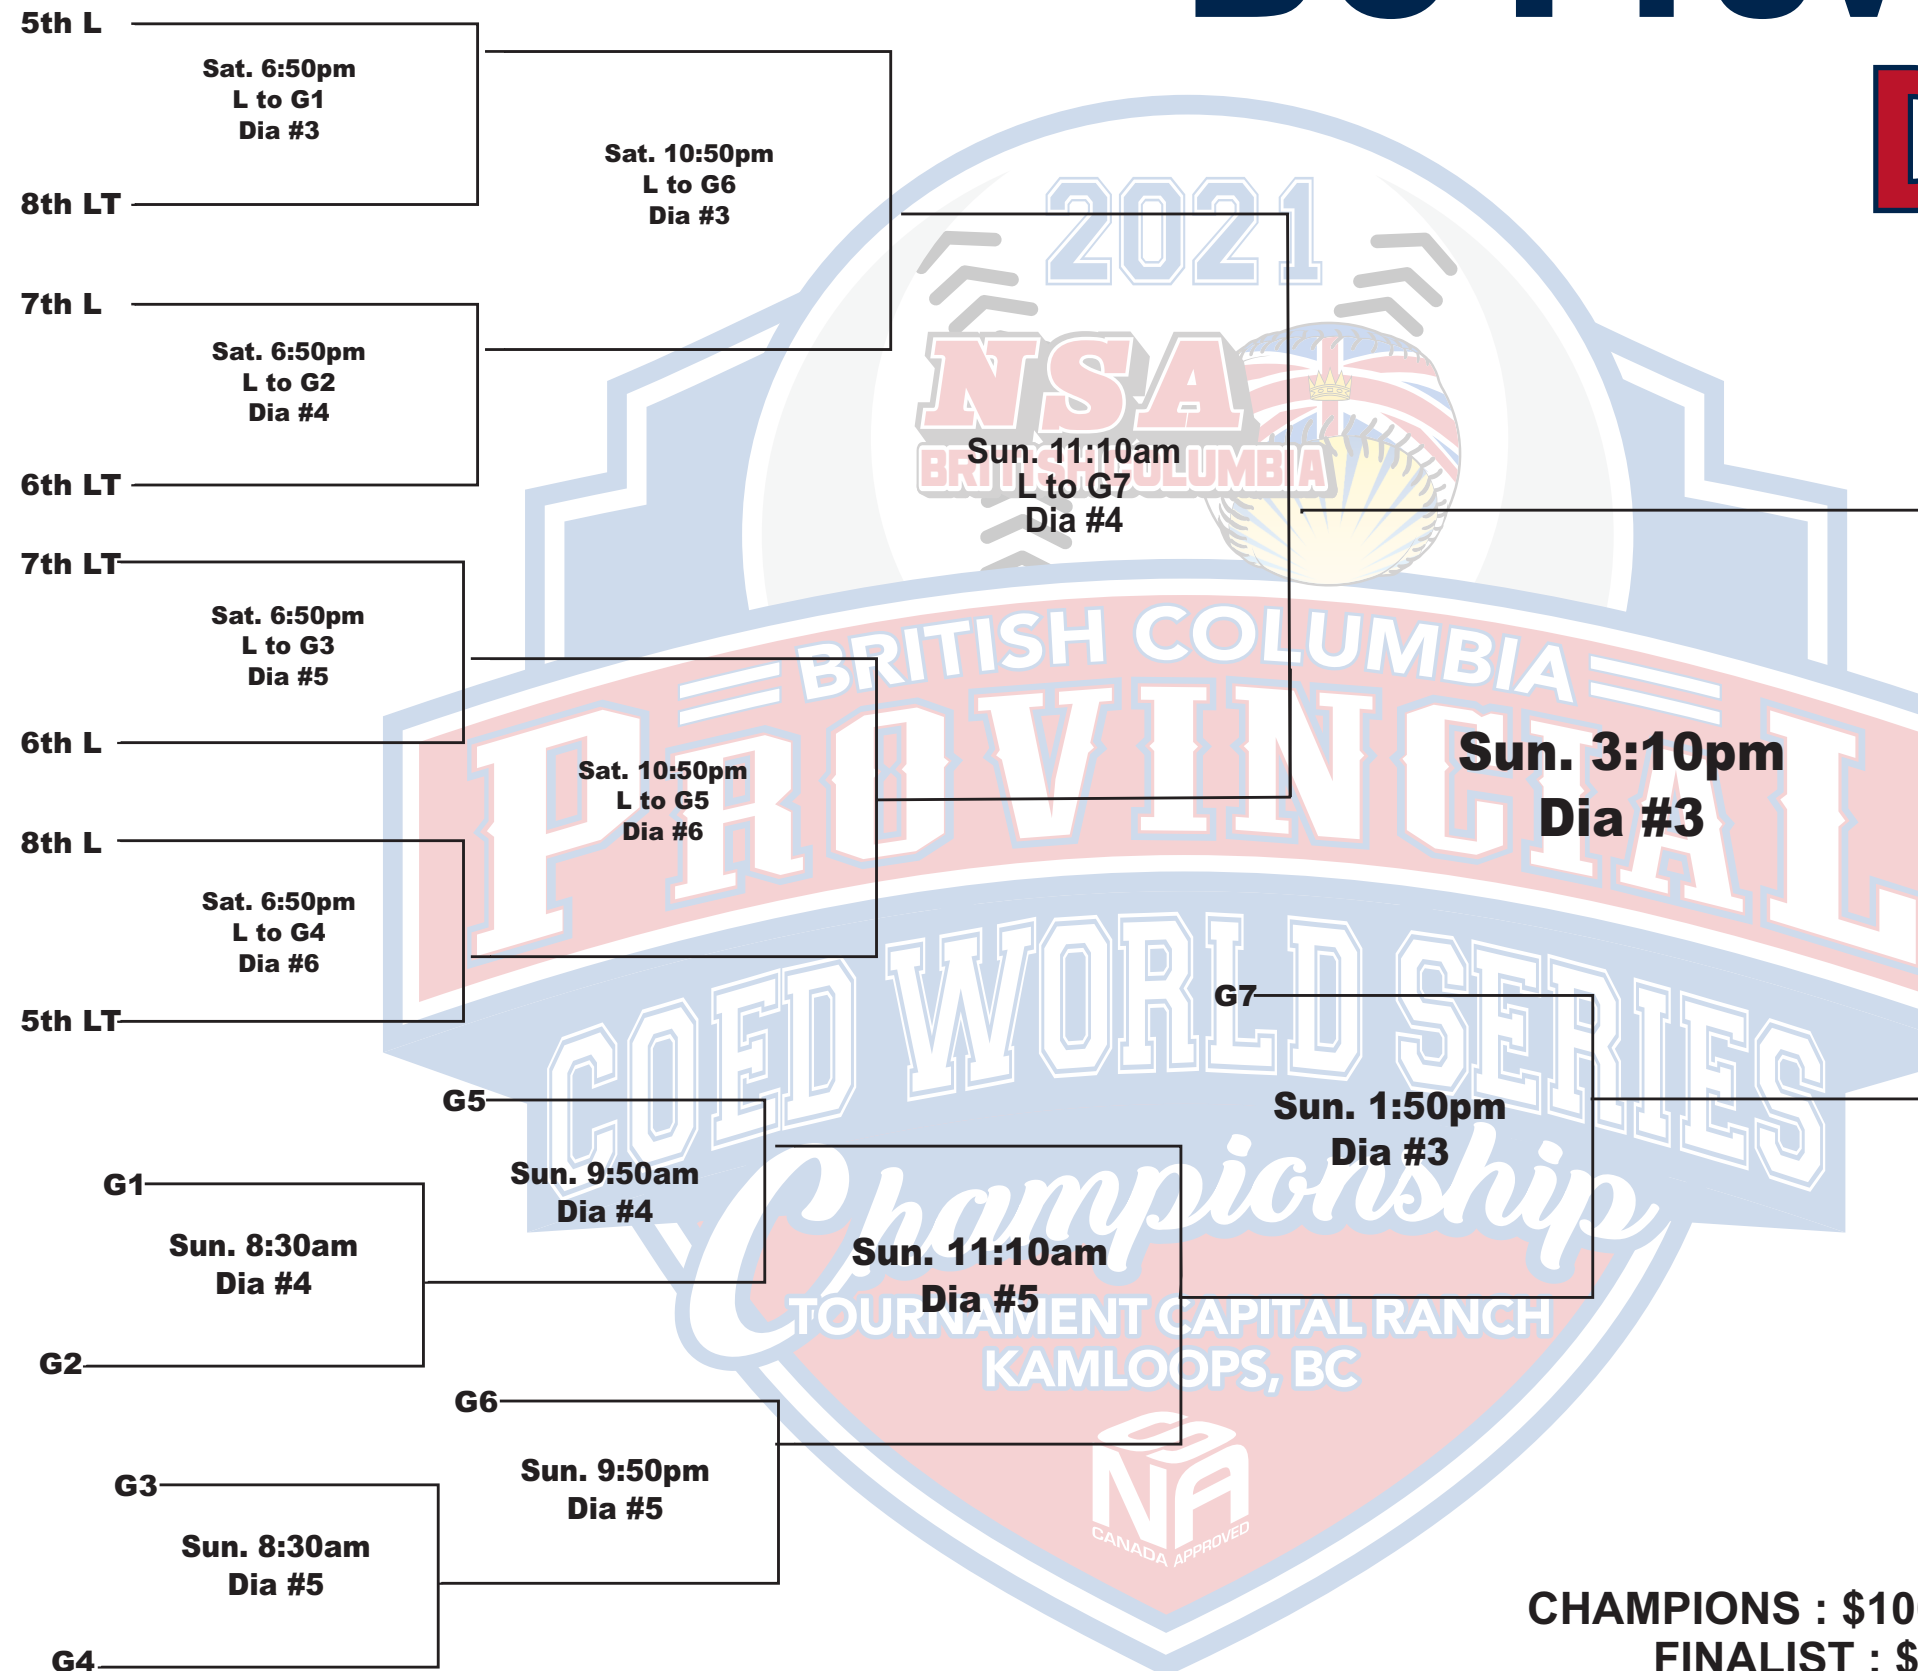 5th L
Sat. 6:50pm
L to G1
Dia #3
8th LT
Sat. 10:50pm
L to G6
Dia #3
7th L
Sat. 6:50pm
L to G2
Dia #4
6th LT
2021
NSA
BRITISH COLUMBIA
Sun. 11:10am
L to G7
Dia #4
7th LT
Sat. 6:50pm
L to G3
Dia #5
6th L
Sat. 10:50pm
L to G5
Dia #6
8th L
Sat. 6:50pm
L to G4
Dia #6
5th LT
BRITISH COLUMBIA
PROVINCIAL
Sun. 3:10pm
Dia #3
COED WORLD SERIES
Championship
TOURNAMENT CAPITAL RANCH
KAMLOOPS, BC
NSA
CANADA APPROVED
G7
Sun. 1:50pm
Dia #3
G5
Sun. 9:50am
Dia #4
G1
Sun. 8:30am
Dia #4
G2
Sun. 11:10am
Dia #5
G6
Sun. 9:50pm
Dia #5
G3
Sun. 8:30am
Dia #5
G4
CHAMPIONS : $10
FINALIST : $